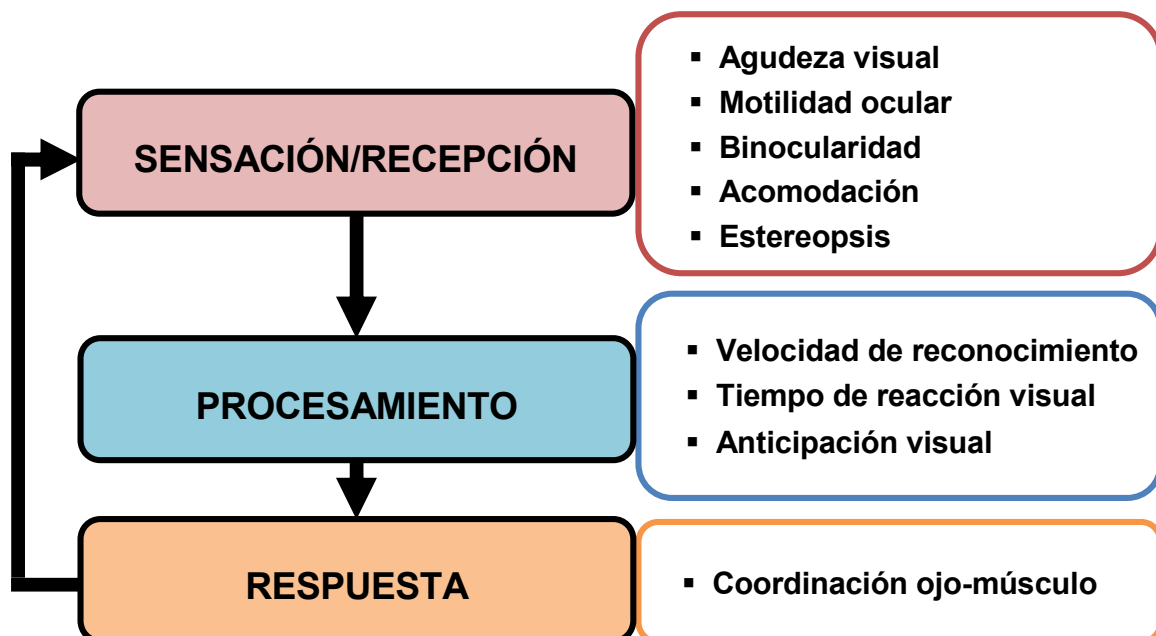 SENSACIÓN/RECEPCIÓN
▪ Agudeza visual
▪ Motilidad ocular
▪ Binocularidad
▪ Acomodación
▪ Estereopsis
PROCESAMIENTO
▪ Velocidad de reconocimiento
▪ Tiempo de reacción visual
▪ Anticipación visual
RESPUESTA
▪ Coordinación ojo-músculo